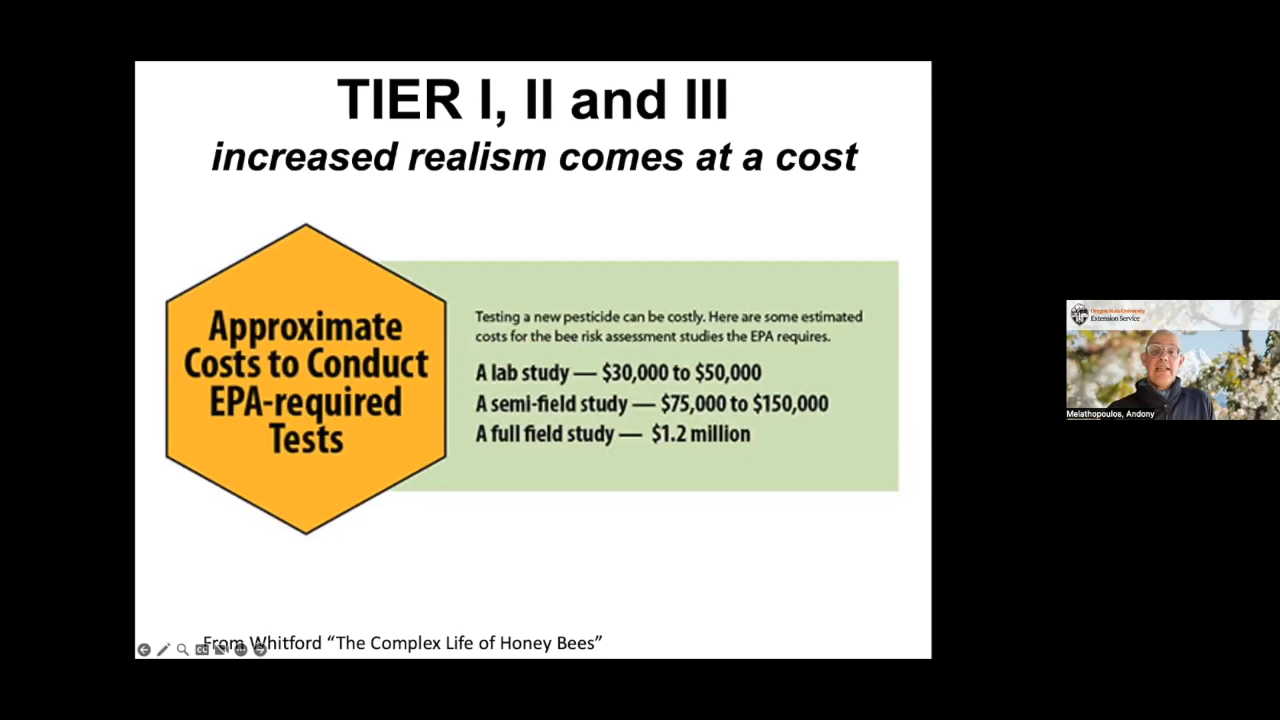 TIER I, II and III
increased realism comes at a cost
Approximate
Costs to Conduct
EPA-required
Tests
Testing a new pesticide can be costly. Here are some estimated
costs for the bee risk assessment studies the EPA requires.
A lab study — $30,000 to $50,000
A semi-field study — $75,000 to $150,000
A full field study — $1.2 million
From Whitford “The Complex Life of Honey Bees”
Oregon State University
Extension Service
Melathopoulos, Andony